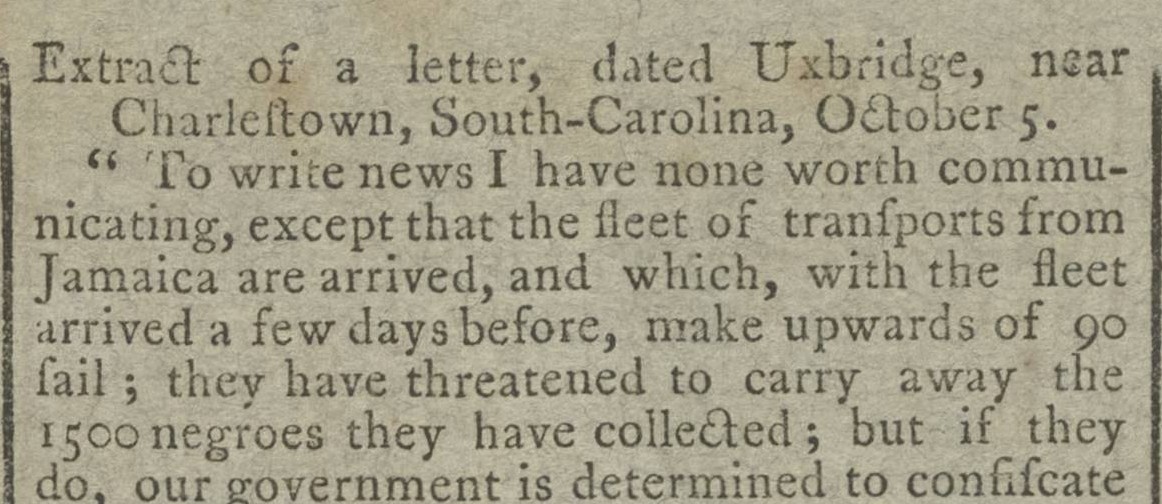 Extract of a letter, dated Uxbridge, near
Charleſtown, South-Carolina, October 5.
“ To write news I have none worth commu-
nicating, except that the fleet of tranſports from
Jamaica are arrived, and which, with the fleet
arrived a few days before, make upwards of 90
ſail ; they have threatened to carry away the
1500 negroes they have collected ; but if they
do, our government is determined to confiſcate